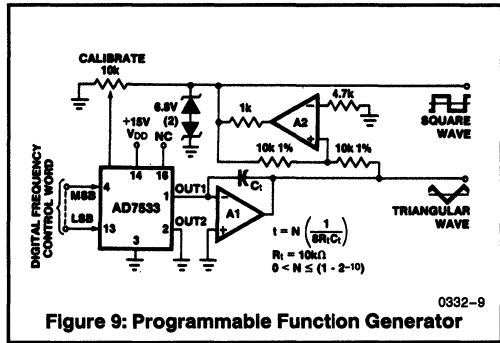 CALIBRATE
10k
6.8V
(2)
+15V
VDD
NC
1k
A2
4.7k
10k 1%
10k 1%
SQUARE
WAVE
DIGITAL FREQUENCY
CONTROL WORD
MSB
LSB
4
13
14
16
AD7533
1
2
3
OUT1
OUT2
Ct
A1
TRIANGULAR
WAVE
t = N (1/8RtCt)
Rt = 10kΩ
0 < N ≤ (1 - 2-10)
0332-9
Figure 9: Programmable Function Generator